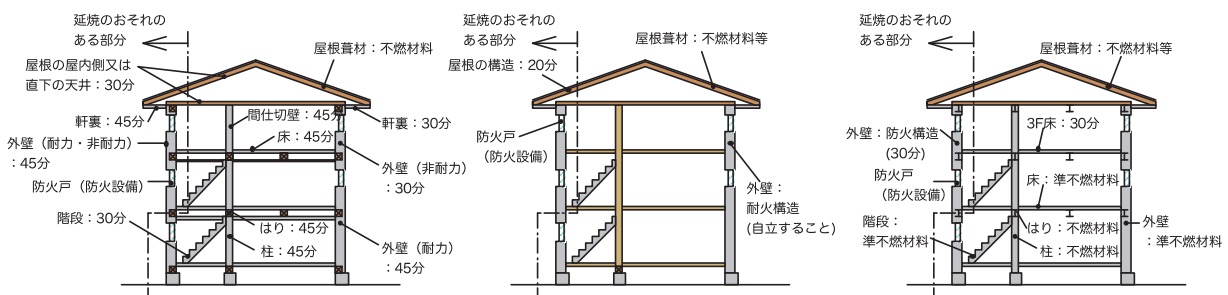 延焼のおそれの
ある部分
屋根葺材：不燃材料
屋根の屋内側又は
直下の天井：30分
軒裏：45分
間仕切壁：45分
軒裏：30分
床：45分
外壁（耐力・非耐力）
：45分
外壁（非耐力）
：30分
防火戸（防火設備）
階段：30分
はり：45分
柱：45分
外壁（耐力）
：45分
延焼のおそれの
ある部分
屋根葺材：不燃材料等
屋根の構造：20分
防火戸
（防火設備）
外壁：
耐火構造
(自立すること)
延焼のおそれの
ある部分
屋根葺材：不燃材料等
3F床：30分
外壁：防火構造
(30分)
防火戸
（防火設備）
床：準不燃材料
階段：
準不燃材料
はり：不燃材料
柱：不燃材料
外壁
：準不燃材料